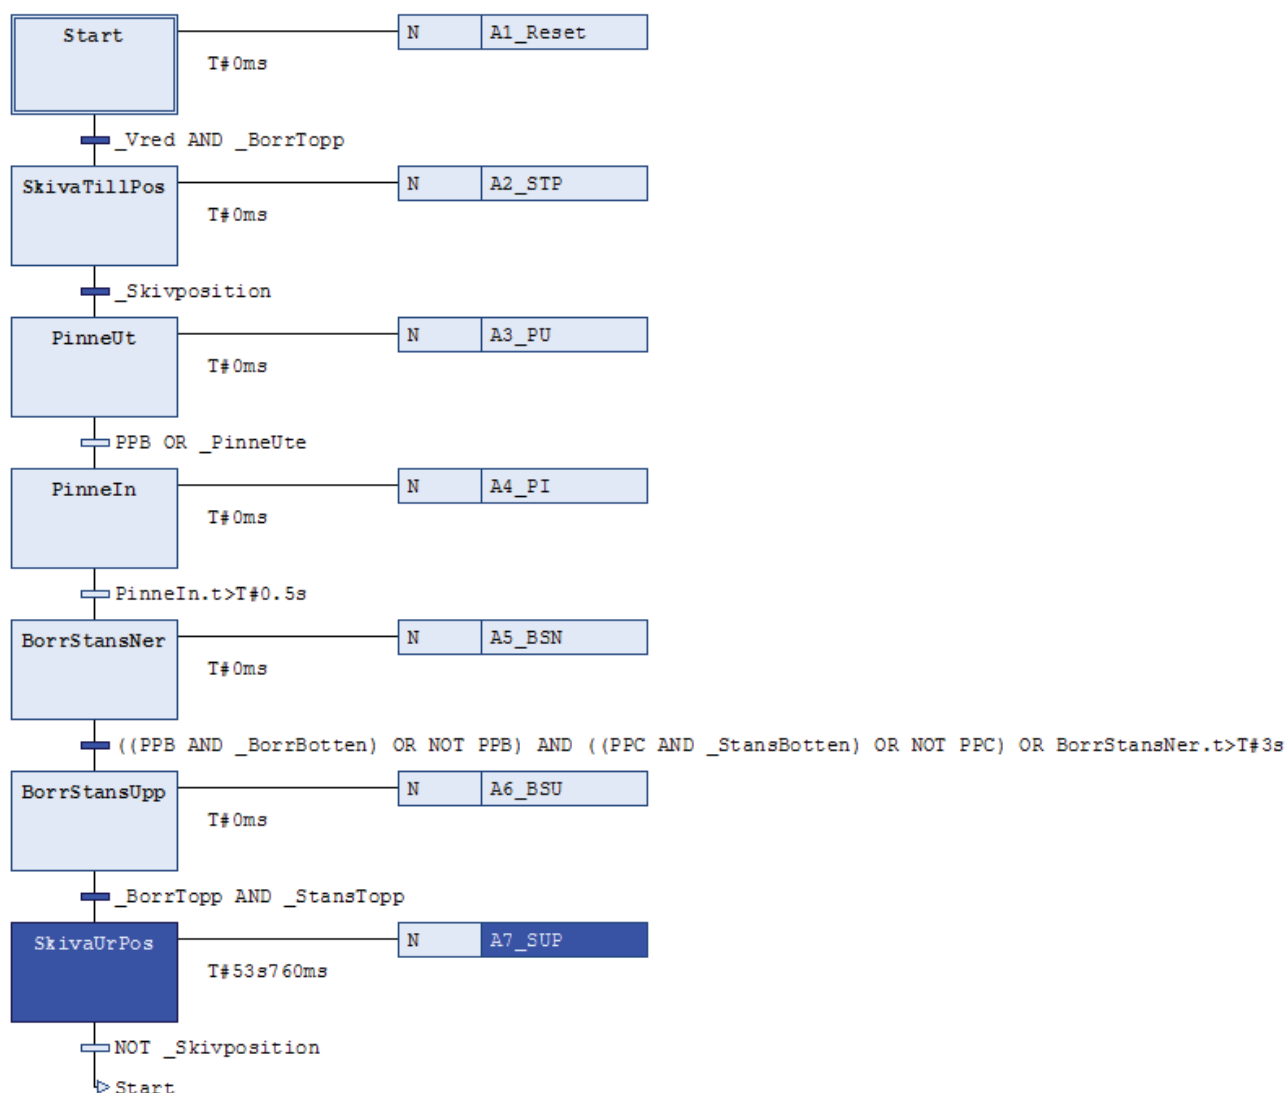 Start N A1_Reset
T#0ms
_Vred AND _BorrTopp
SkivaTillPos N A2_STP
T#0ms
_Skivposition
PinneUt N A3_PU
T#0ms
PPB OR _PinneUte
PinneIn N A4_PI
T#0ms
PinneIn.t>T#0.5s
BorrStansNer N A5_BSN
T#0ms
((PPB AND _BorrBotten) OR NOT PPB) AND ((PPC AND _StansBotten) OR NOT PPC) OR BorrStansNer.t>T#3s
BorrStansUpp N A6_BSU
T#0ms
_BorrTopp AND _StansTopp
SkivaUrPos N A7_SUP
T#53s760ms
NOT _Skivposition
Start